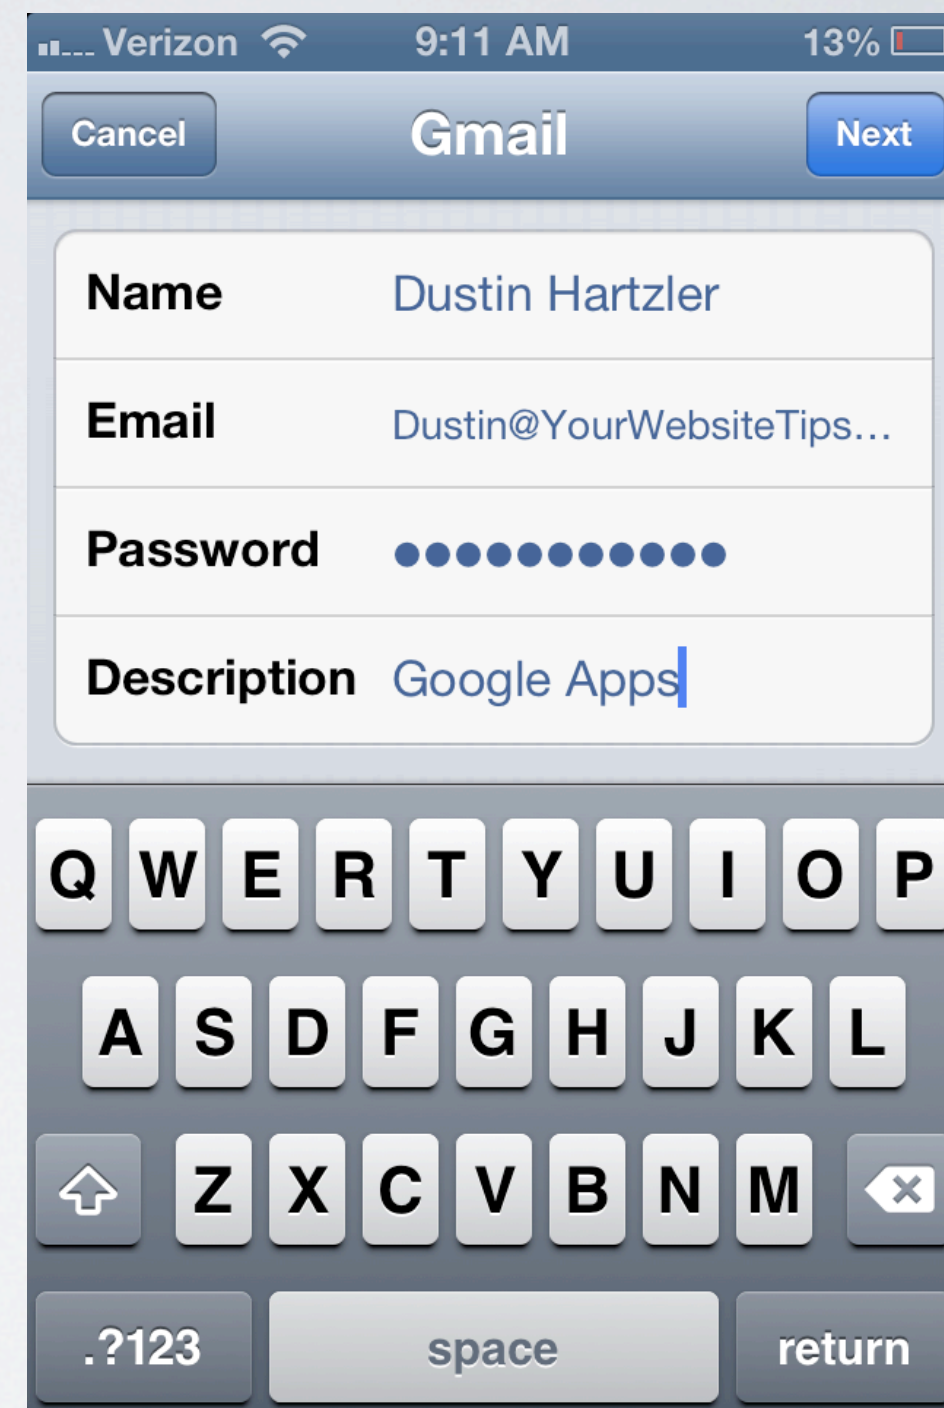 Verizon 9:11 AM 13%
Cancel Gmail Next
Name Dustin Hartzler
Email Dustin@YourWebsiteTips...
Password ●●●●●●●●●●●
Description Google Apps
Q W E R T Y U I O P
A S D F G H J K L
Z X C V B N M
.?123 space return